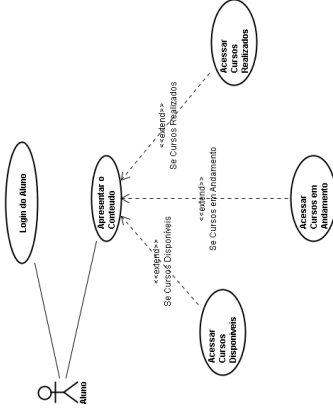 Login do Aluno
Aluno
Apresentar o
Conteudo
<<extend>>
Se Cursos Disponíveis
<<extend>>
Se Cursos em Andamento
<<extend>>
Se Cursos Realizados
Acessar
Cursos
Disponíveis
Acessar
Cursos em
Andamento
Acessar
Cursos
Realizados